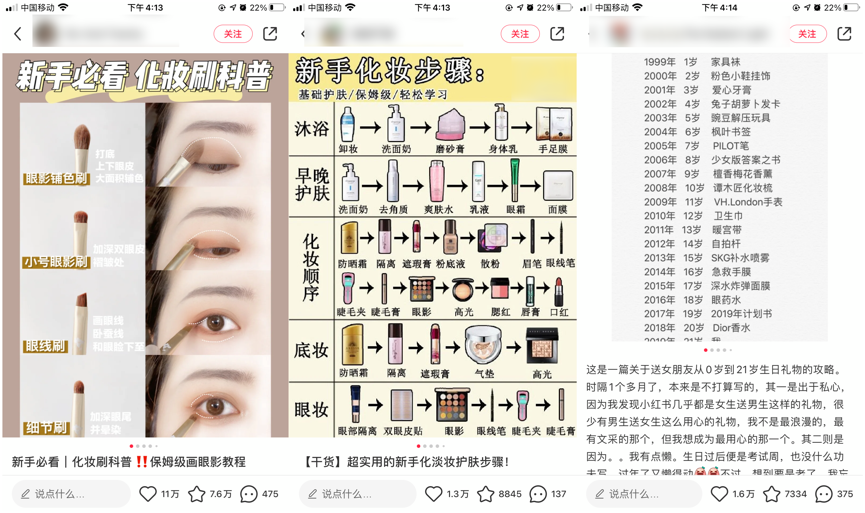 中国移动 下午4:13 22%
关注
新手必看 化妆刷科普
打底
上下眼皮
大面积铺色
眼影铺色刷
加深双眼皮
褶皱处
小号眼影刷
画眼线
卧蚕线
和眼睑下至
眼线刷
加深眼尾
并晕染
细节刷
新手必看|化妆刷科普‼️保姆级画眼影教程
说点什么... 11万 7.6万 475
中国移动 下午4:13 22%
关注
新手化妆步骤:
基础护肤/保姆级/轻松学习
沐浴
卸妆 洗面奶 磨砂膏 身体乳 手足膜
早晚护肤
洗面奶 去角质 爽肤水 乳液 眼霜 面膜
化妆顺序
防晒霜 隔离 遮瑕膏 粉底液 散粉 眉笔 眼线笔
睫毛夹 睫毛膏 眼影 高光 腮红 唇膏 口红
底妆
防晒霜 隔离 遮瑕膏 气垫 高光
眼妆
眼部隔离 双眼皮贴 眼影 眼线笔 睫毛夹 睫毛膏
【干货】超实用的新手化淡妆护肤步骤!
说点什么... 1.3万 8845 137
中国移动 下午4:14 22%
关注
1999年 1岁 家具袜
2000年 2岁 粉色小鞋挂饰
2001年 3岁 爱心牙膏
2002年 4岁 兔子胡萝卜发卡
2003年 5岁 豌豆解压玩具
2004年 6岁 枫叶书签
2005年 7岁 PILOT笔
2006年 8岁 少女版答案之书
2007年 9岁 檀香梅花香薰
2008年 10岁 谭木匠化妆梳
2009年 11岁 VH.London手表
2010年 12岁 卫生巾
2011年 13岁 暖宫带
2012年 14岁 自拍杆
2013年 15岁 SKG补水喷雾
2014年 16岁 急救手膜
2015年 17岁 深水炸弹面膜
2016年 18岁 眼药水
2017年 19岁 2019年计划书
2018年 20岁 Dior香水
2019年 21岁 我
这是一篇关于送女朋友从0岁到21岁生日礼物的攻略。
时隔1个多月了,本来是不打算写的,其一是出于私心,
因为我发现小红书几乎都是女生送男生这样的礼物,很
少有男生送女生这么用心的礼物,我不是最浪漫的,最
有文采的那个,但我想成为最用心的那一个。其二则是
因为。。我有点懒。生日过后便是考试周,也没什么功
夫写,过年了又懒得动 不过,想到要是老了,我忘
说点什么... 1.6万 7334 375